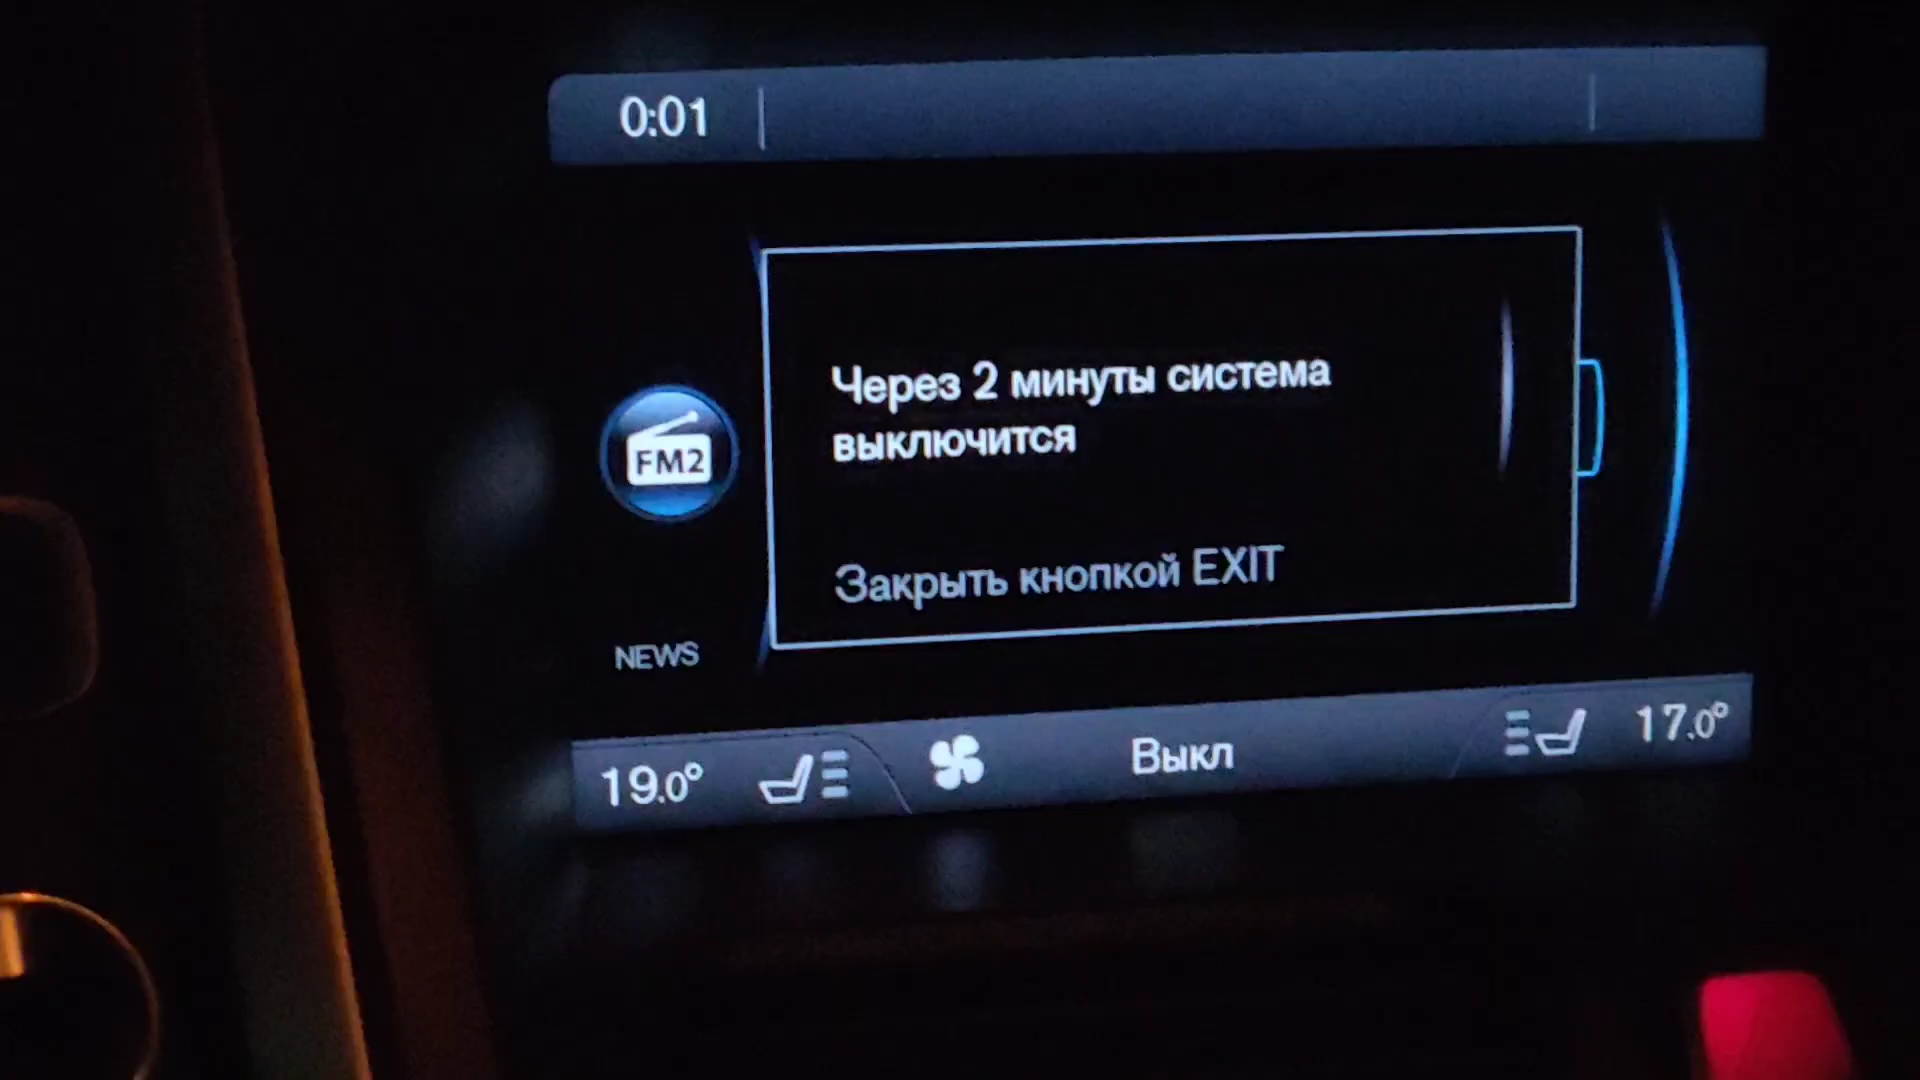 0:01
Через 2 минуты система
выключится
FM2
Закрыть кнопкой EXIT
NEWS
19.0° Выкл 17.0°